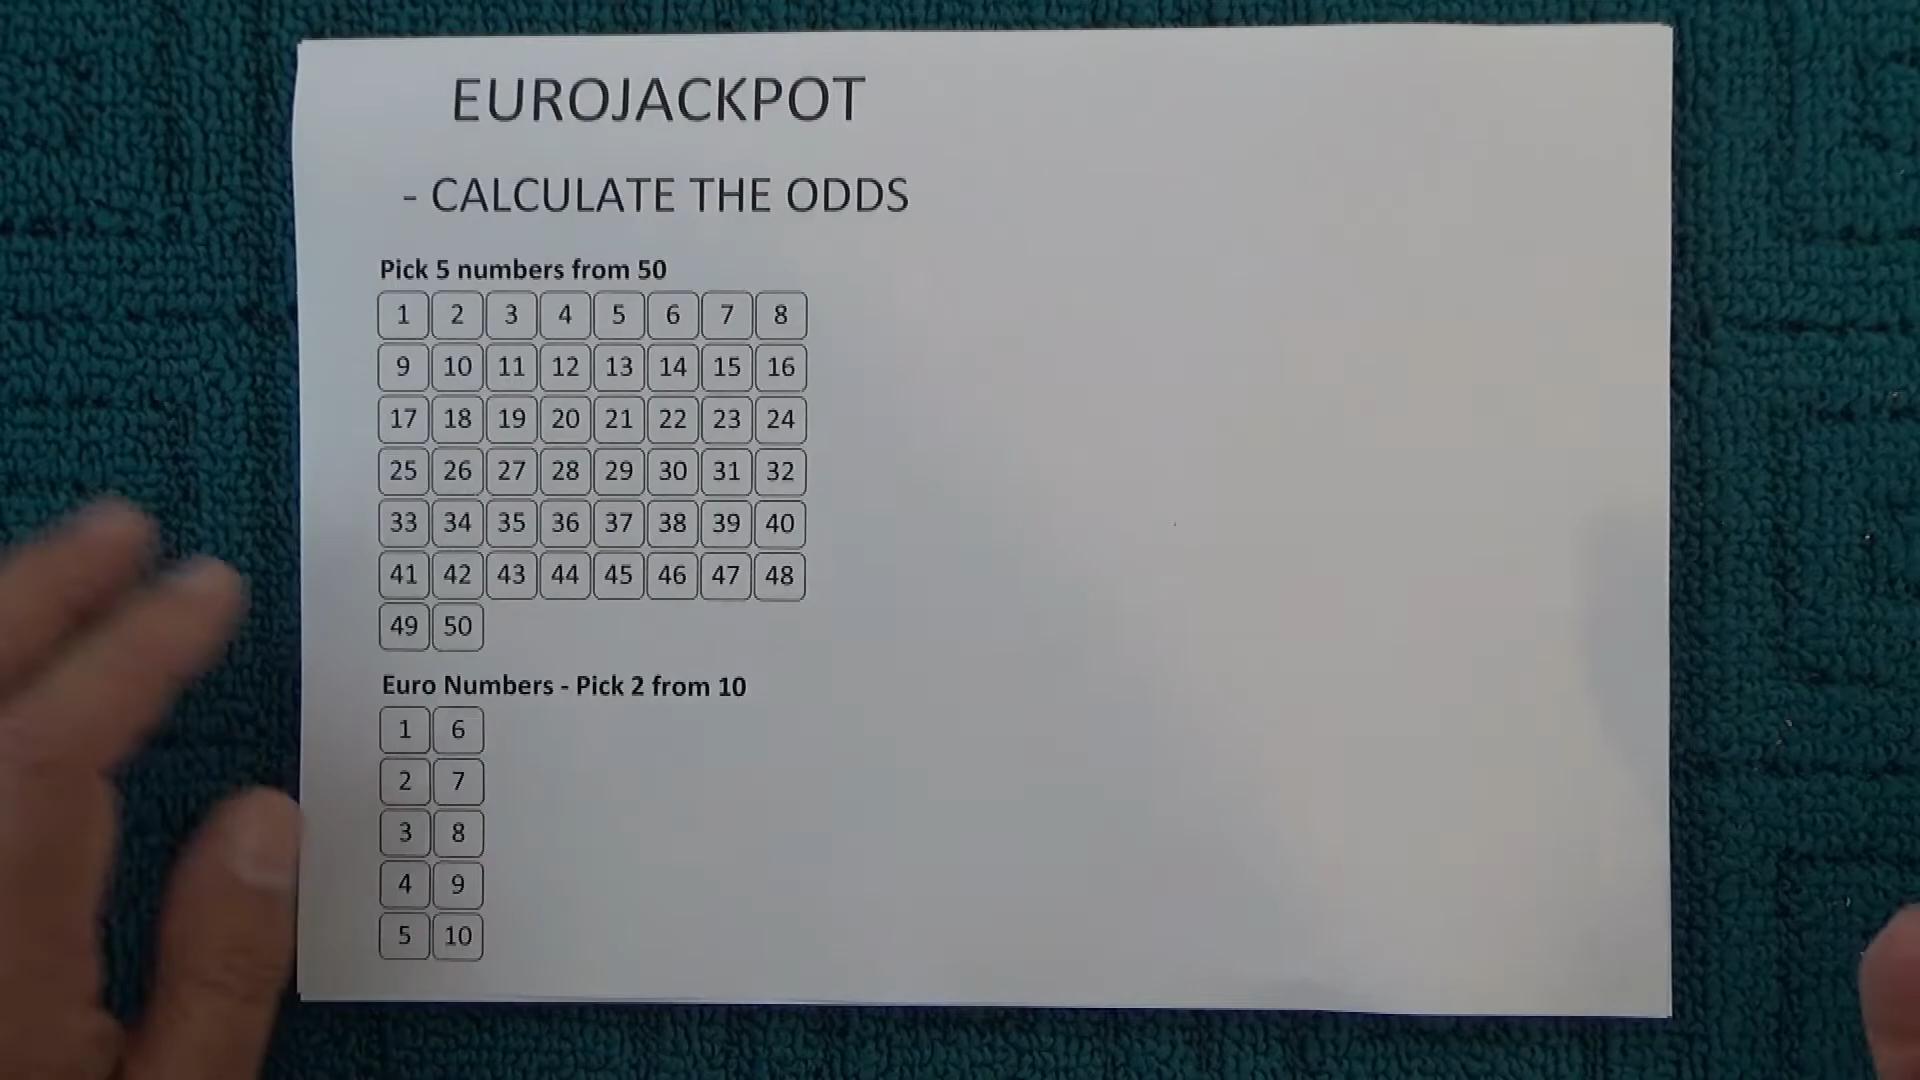 EUROJACKPOT
- CALCULATE THE ODDS
Pick 5 numbers from 50
1 2 3 4 5 6 7 8
9 10 11 12 13 14 15 16
17 18 19 20 21 22 23 24
25 26 27 28 29 30 31 32
33 34 35 36 37 38 39 40
41 42 43 44 45 46 47 48
49 50
Euro Numbers - Pick 2 from 10
1 6
2 7
3 8
4 9
5 10